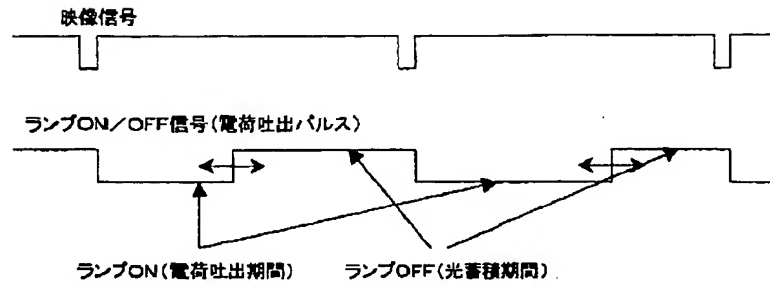 映像信号
ランプON/OFF信号(電荷吐出パルス)
ランプON(電荷吐出期間)
ランプOFF(光蓄積期間)